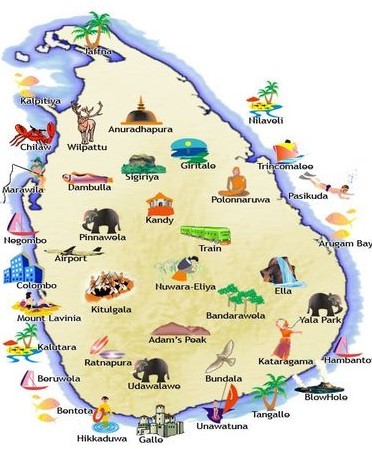 Jaffna
Kalpitiya
Anuradhapura
Nilaveli
Chilaw
Wilpattu
Giritale
Trincomalee
Sigiriya
Marawila
Dambulla
Polonnaruwa
Pasikuda
Kandy
Negombo
Pinnawela
Train
Arugam Bay
Airport
Colombo
Nuwara-Eliya
Ella
Kitulgala
Bandarawela
Mount Lavinia
Yala Park
Adam's Peak
Kalutara
Ratnapura
Kataragama
Hambanto
Beruwela
Udawalawe
Bundala
BlowHole
Bentota
Tangalle
Hikkaduwa
Galle
Unawatuna